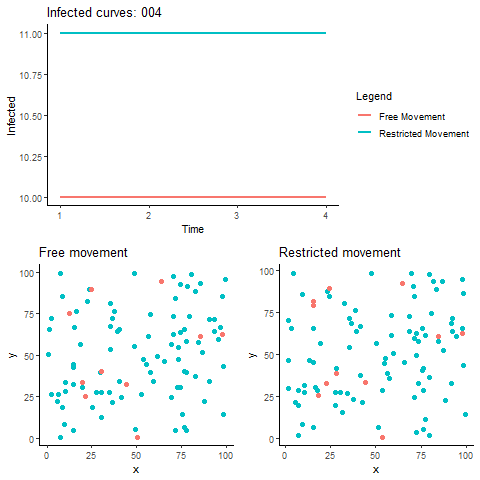 Infected curves: 004
11.00
10.75
10.50
10.25
10.00
Infected
1 2 3 4
Time
Legend
Free Movement
Restricted Movement
Free movement
100
75
50
25
0
y
0 25 50 75 100
x
Restricted movement
100
75
50
25
0
y
0 25 50 75 100
x